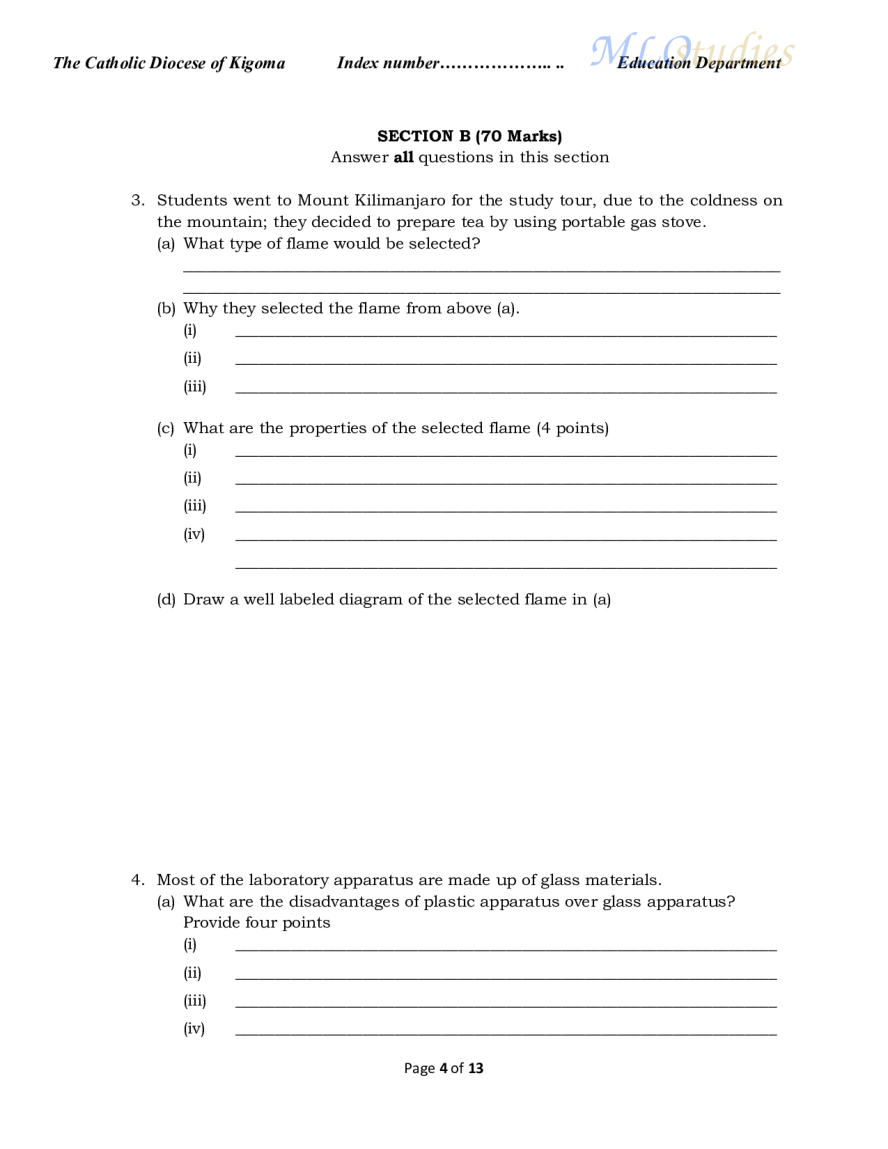 The Catholic Diocese of Kigoma Index number……………….. .. Education Department
ML Studies
SECTION B (70 Marks)
Answer all questions in this section
3. Students went to Mount Kilimanjaro for the study tour, due to the coldness on
the mountain; they decided to prepare tea by using portable gas stove.
(a) What type of flame would be selected?
(b) Why they selected the flame from above (a).
(i)
(ii)
(iii)
(c) What are the properties of the selected flame (4 points)
(i)
(ii)
(iii)
(iv)
(d) Draw a well labeled diagram of the selected flame in (a)
4. Most of the laboratory apparatus are made up of glass materials.
(a) What are the disadvantages of plastic apparatus over glass apparatus?
Provide four points
(i)
(ii)
(iii)
(iv)
Page 4 of 13